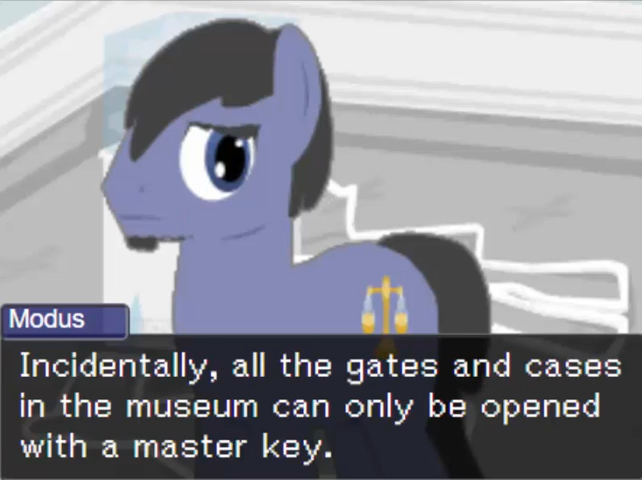 Modus
Incidentally, all the gates and cases
in the museum can only be opened
with a master key.